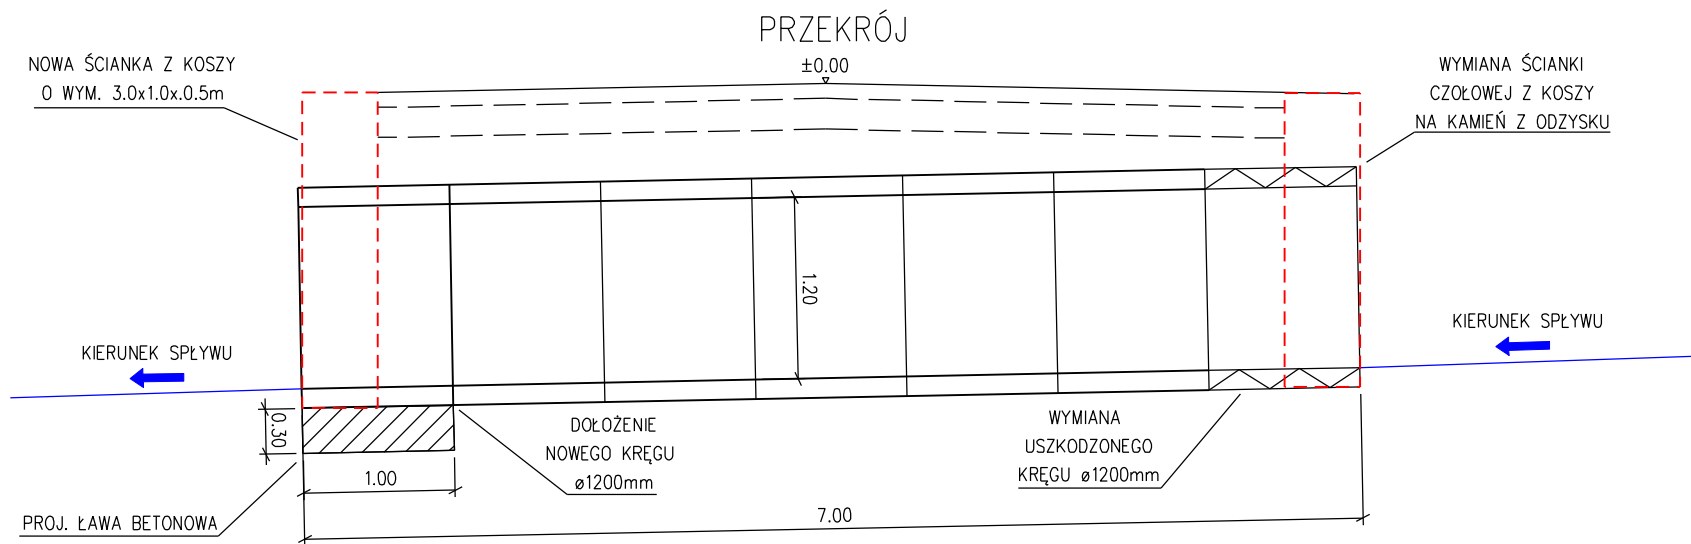 PRZEKRÓJ
±0.00
NOWA ŚCIANKA Z KOSZY
O WYM. 3.0x1.0x.0.5m
WYMIANA ŚCIANKI
CZOŁOWEJ Z KOSZY
NA KAMIEŃ Z ODZYSKU
1.20
KIERUNEK SPŁYWU
KIERUNEK SPŁYWU
0.30
DOŁOŻENIE
NOWEGO KRĘGU
ø1200mm
WYMIANA
USZKODZONEGO
KRĘGU ø1200mm
1.00
PROJ. ŁAWA BETONOWA
7.00